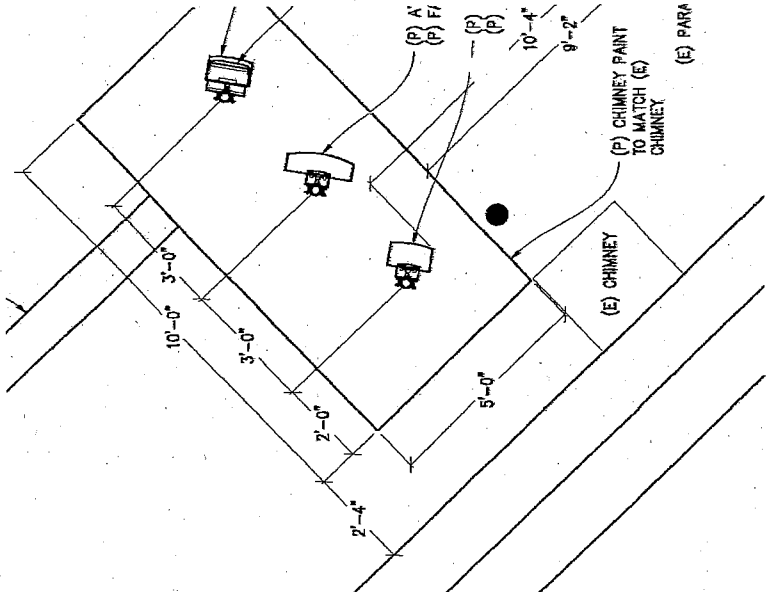 (P) A'
(P) FA
(P)
(P)
10'-4"
9'-2"
(P) CHIMNEY PAINT
TO MATCH (E)
CHIMNEY
(E) PARA
(E) CHIMNEY
3'-0"
10'-0"
3'-0"
2'-0"
5'-0"
2'-4"